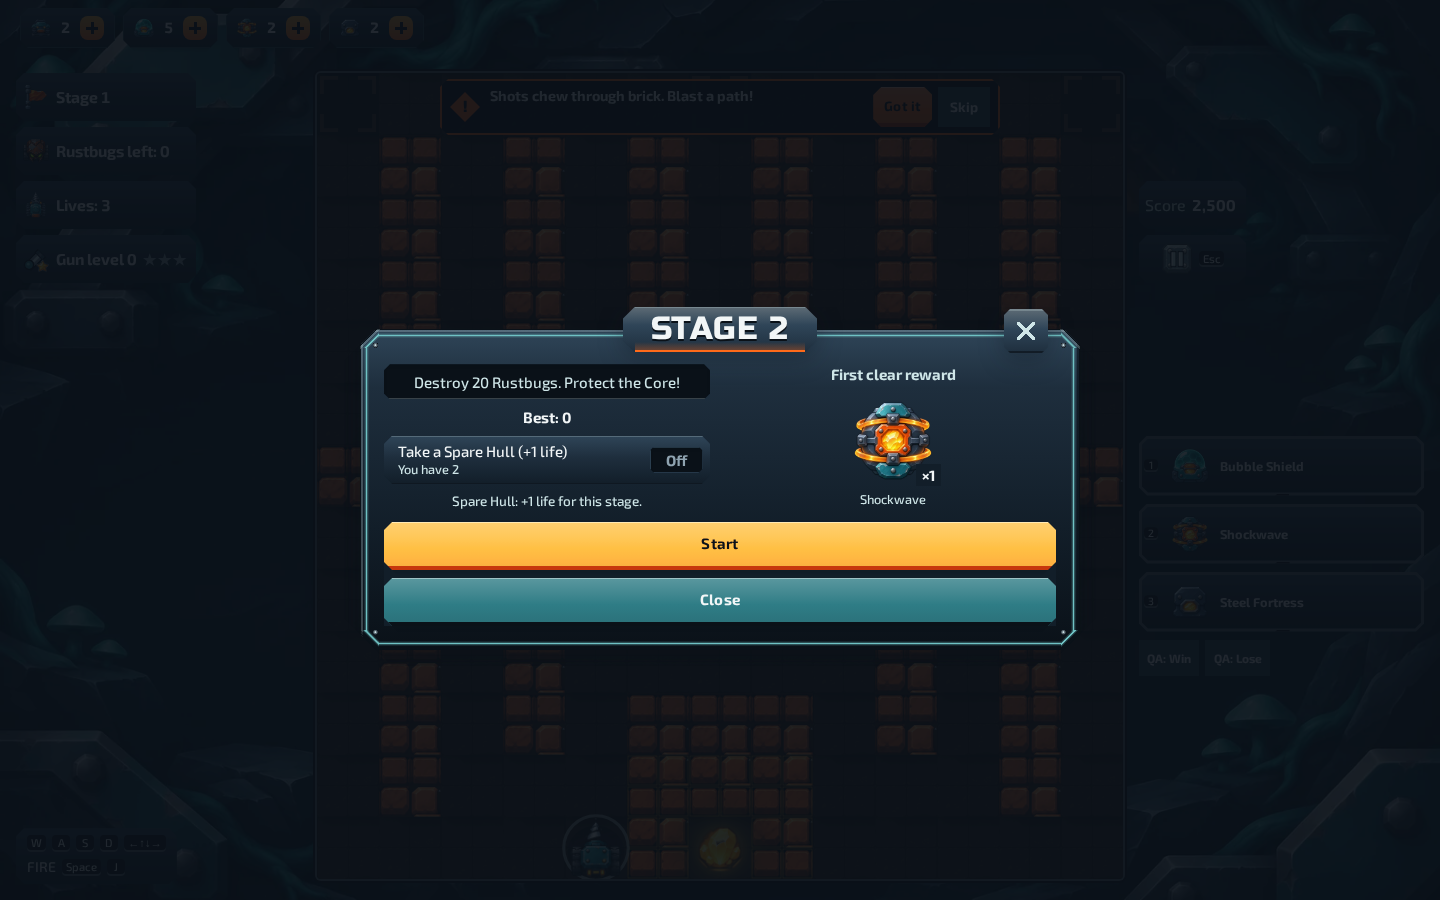 2
5
2
2
Stage 1
Rustbugs left: 0
Lives: 3
Gun level 0
Shots chew through brick. Blast a path!
Got it
Skip
Score 2,500
Esc
STAGE 2
Destroy 20 Rustbugs. Protect the Core!
Best: 0
Take a Spare Hull (+1 life)
You have 2
Off
Spare Hull: +1 life for this stage.
First clear reward
×1
Shockwave
Start
Close
1
Bubble Shield
2
Shockwave
3
Steel Fortress
QA: Win
QA: Lose
W A S D ←↑↓→
FIRE Space J